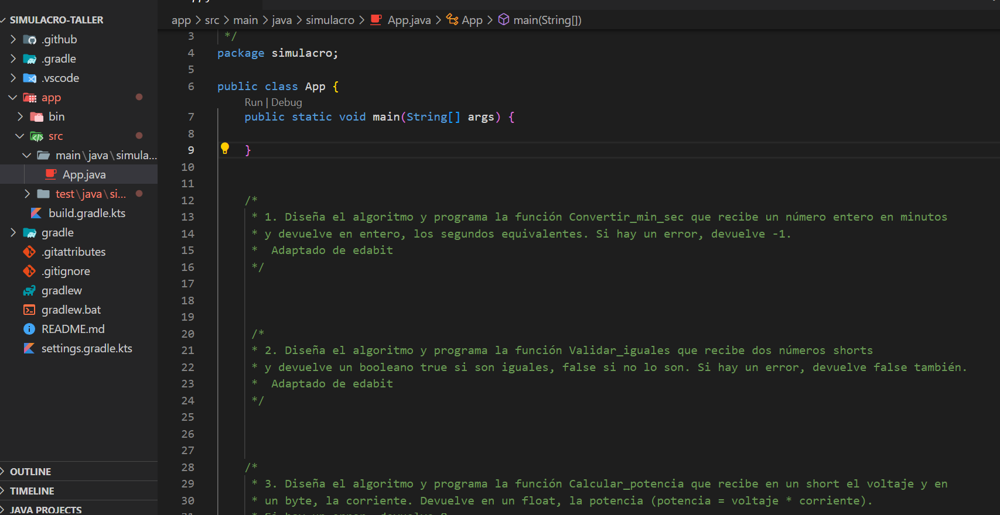 SIMULACRO-TALLER
.github
.gradle
.vscode
app
bin
src
main\java\simula...
App.java
test\java\si...
build.gradle.kts
gradle
.gitattributes
.gitignore
gradlew
gradlew.bat
README.md
settings.gradle.kts
OUTLINE
TIMELINE
JAVA PROJECTS
app > src > main > java > simulacro > App.java > App > main(String[])
3 */
4 package simulacro;
5
6 public class App {
Run | Debug
7 public static void main(String[] args) {
8
9 }
10
11
12 /*
13 * 1. Diseña el algoritmo y programa la función Convertir_min_sec que recibe un número entero en minutos
14 * y devuelve en entero, los segundos equivalentes. Si hay un error, devuelve -1.
15 * Adaptado de edabit
16 */
17
18
19
20 /*
21 * 2. Diseña el algoritmo y programa la función Validar_iguales que recibe dos números shorts
22 * y devuelve un booleano true si son iguales, false si no lo son. Si hay un error, devuelve false también.
23 * Adaptado de edabit
24 */
25
26
27
28 /*
29 * 3. Diseña el algoritmo y programa la función Calcular_potencia que recibe en un short el voltaje y en
30 * un byte, la corriente. Devuelve en un float, la potencia (potencia = voltaje * corriente).